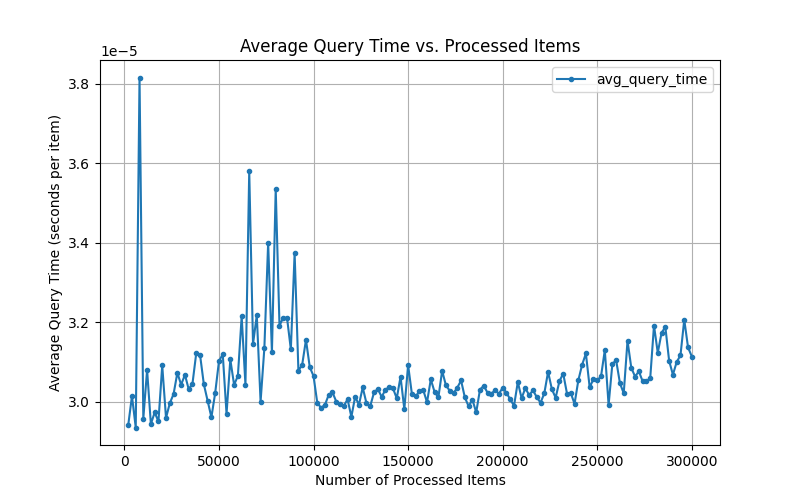 Average Query Time vs. Processed Items
1e−5
avg_query_time
3.8
3.6
3.4
3.2
3.0
Average Query Time (seconds per item)
0 50000 100000 150000 200000 250000 300000
Number of Processed Items